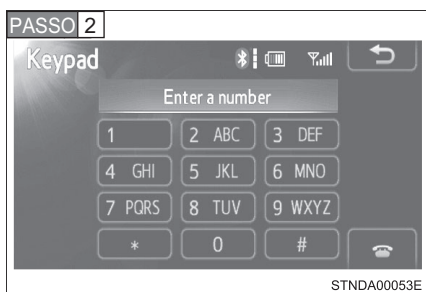 PASSO 2
Keypad
Enter a number
1 2 ABC 3 DEF
4 GHI 5 JKL 6 MNO
7 PQRS 8 TUV 9 WXYZ
* 0 #
STNDA00053E